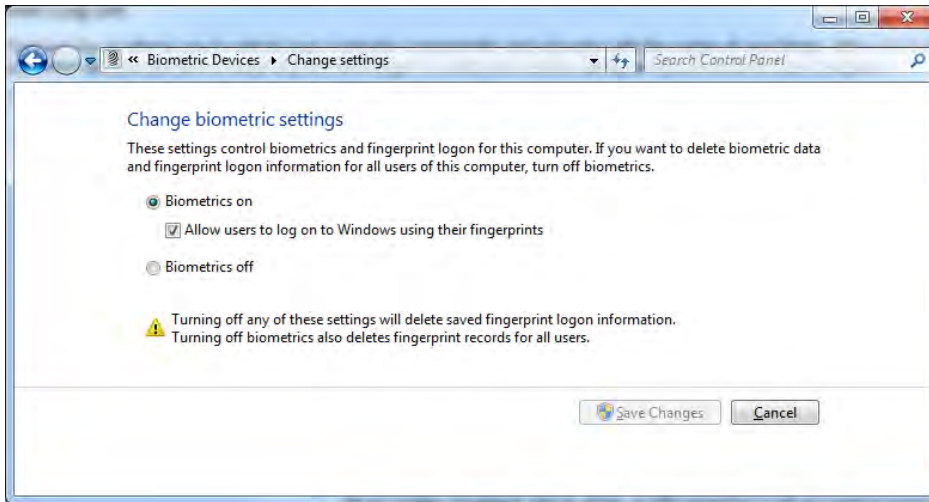 « Biometric Devices ▸ Change settings
Search Control Panel
Change biometric settings
These settings control biometrics and fingerprint logon for this computer. If you want to delete biometric data
and fingerprint logon information for all users of this computer, turn off biometrics.
Biometrics on
Allow users to log on to Windows using their fingerprints
Biometrics off
Turning off any of these settings will delete saved fingerprint logon information.
Turning off biometrics also deletes fingerprint records for all users.
Save Changes
Cancel